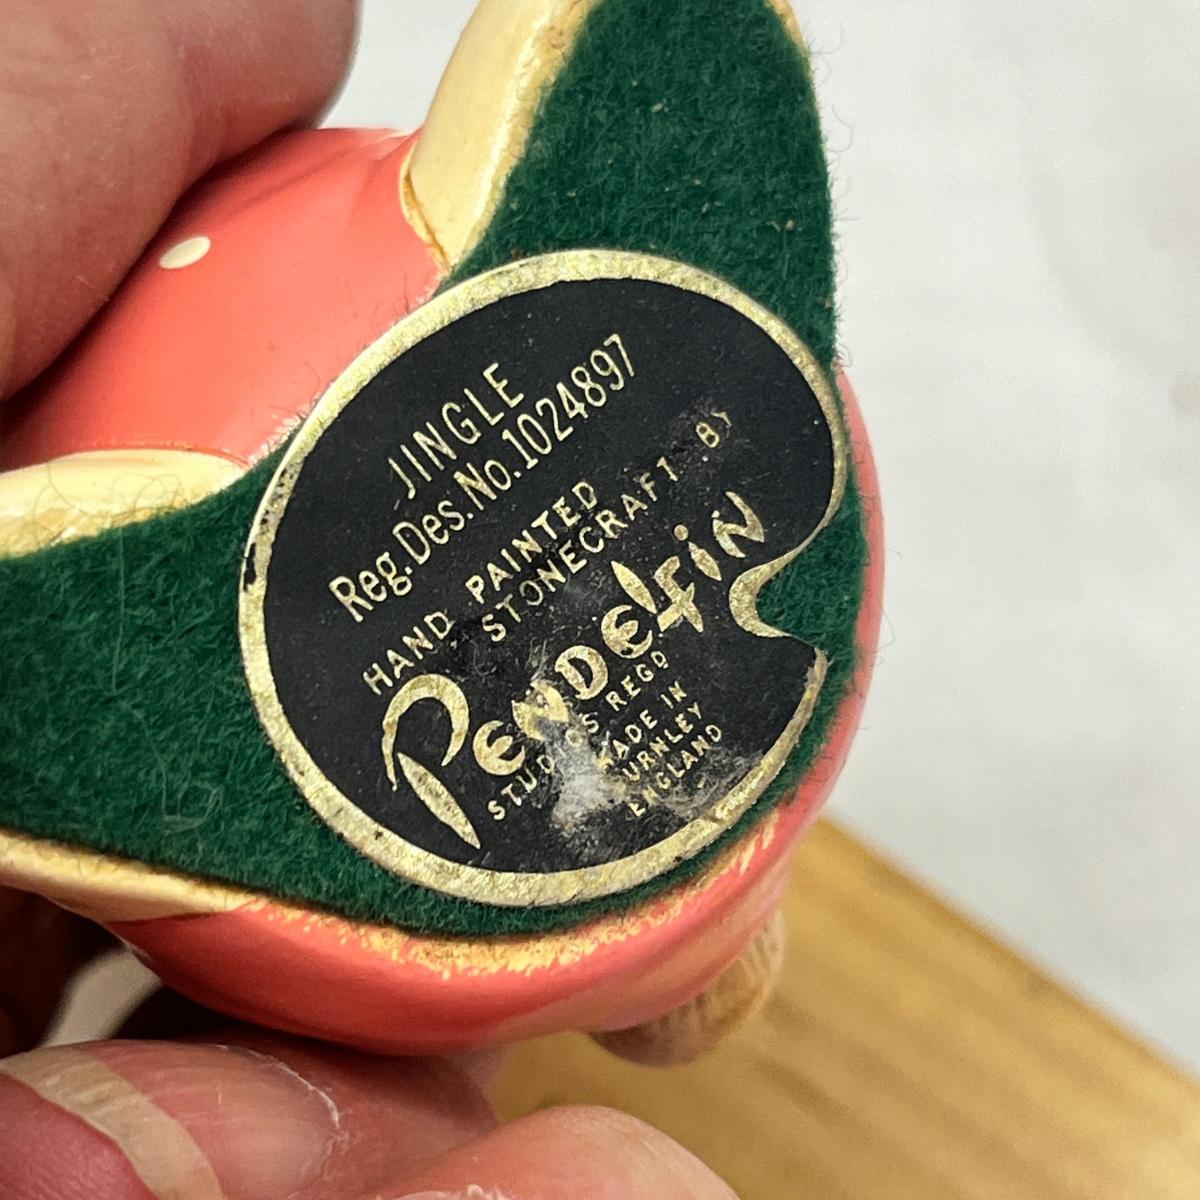 JINGLE
Reg.Des.No.1024897
HAND PAINTED
STONECRAFT BY
PENDELFIN
STUDIOS REGD
MADE IN
BURNLEY
ENGLAND